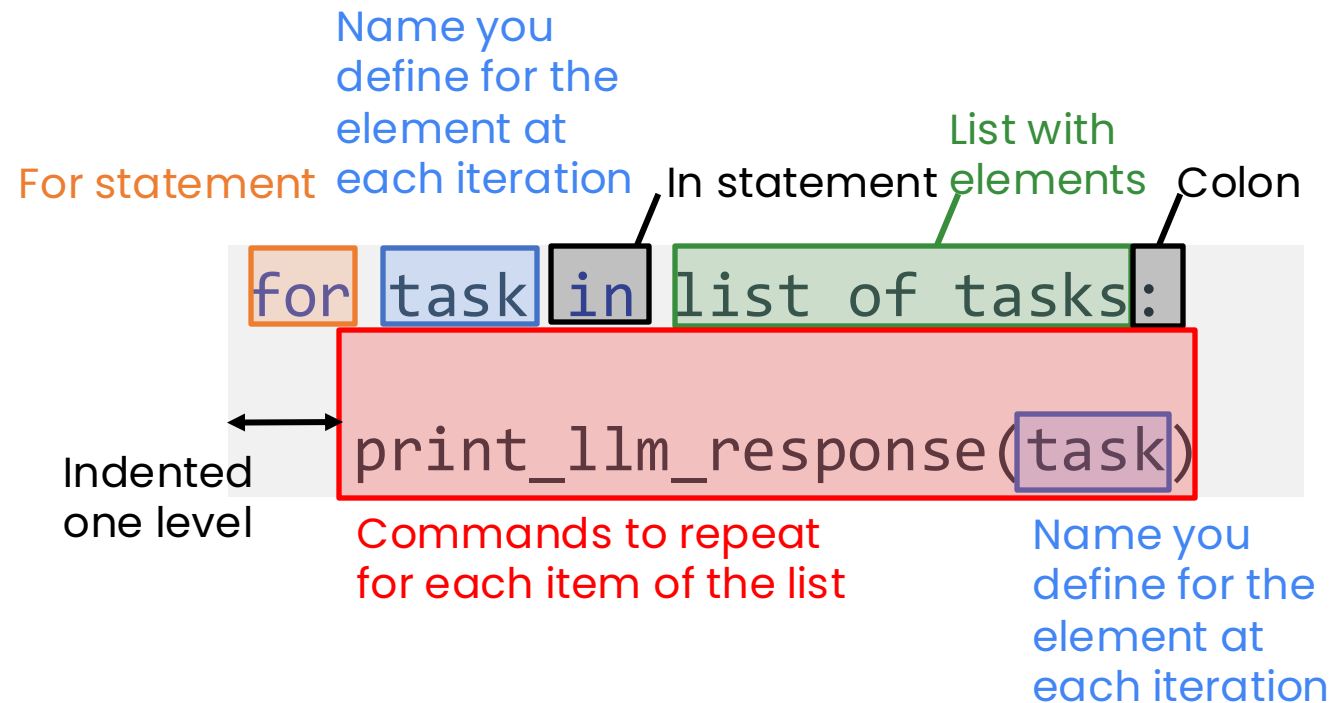 Name you
define for the
element at
each iteration
For statement
In statement
List with
elements
Colon
for task in list of tasks:
print_llm_response(task)
Indented
one level
Commands to repeat
for each item of the list
Name you
define for the
element at
each iteration